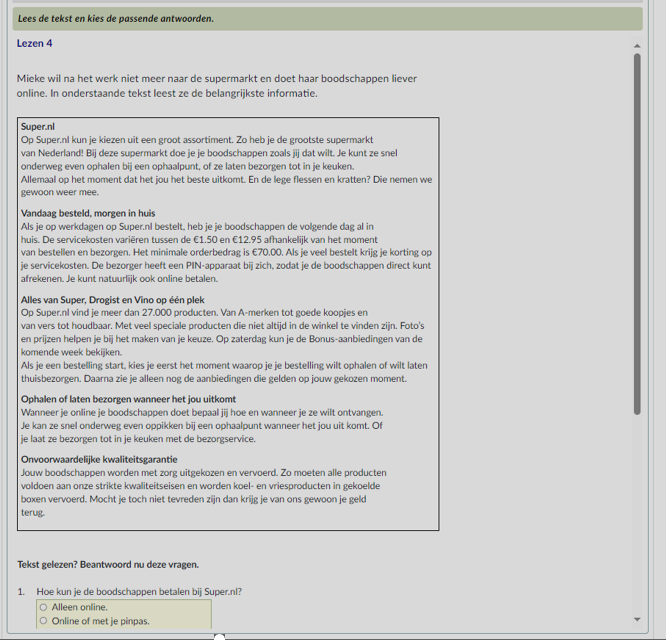 Lees de tekst en kies de passende antwoorden.
Lezen 4
Mieke wil na het werk niet meer naar de supermarkt en doet haar boodschappen liever
online. In onderstaande tekst leest ze de belangrijkste informatie.
Super.nl
Op Super.nl kun je kiezen uit een groot assortiment. Zo heb je de grootste supermarkt
van Nederland! Bij deze supermarkt doe je je boodschappen zoals jij dat wilt. Je kunt ze snel
onderweg even ophalen bij een ophaalpunt, of ze laten bezorgen tot in je keuken.
Allemaal op het moment dat het jou het beste uitkomt. En de lege flessen en kratten? Die nemen we
gewoon weer mee.
Vandaag besteld, morgen in huis
Als je op werkdagen op Super.nl bestelt, heb je je boodschappen de volgende dag al in
huis. De servicekosten variëren tussen de €1.50 en €12.95 afhankelijk van het moment
van bestellen en bezorgen. Het minimale orderbedrag is €70.00. Als je veel bestelt krijg je korting op
je servicekosten. De bezorger heeft een PIN-apparaat bij zich, zodat je de boodschappen direct kunt
afrekenen. Je kunt natuurlijk ook online betalen.
Alles van Super, Drogist en Vino op één plek
Op Super.nl vind je meer dan 27.000 producten. Van A-merken tot goede koopjes en
van vers tot houdbaar. Met veel speciale producten die niet altijd in de winkel te vinden zijn. Foto's
en prijzen helpen je bij het maken van je keuze. Op zaterdag kun je de Bonus-aanbiedingen van de
komende week bekijken.
Als je een bestelling start, kies je eerst het moment waarop je je bestelling wilt ophalen of wilt laten
thuisbezorgen. Daarna zie je alleen nog de aanbiedingen die gelden op jouw gekozen moment.
Ophalen of laten bezorgen wanneer het jou uitkomt
Wanneer je online je boodschappen doet bepaal jij hoe en wanneer je ze wilt ontvangen.
Je kan ze snel onderweg even oppikken bij een ophaalpunt wanneer het jou uit komt. Of
je laat ze bezorgen tot in je keuken met de bezorgservice.
Onvoorwaardelijke kwaliteitsgarantie
Jouw boodschappen worden met zorg uitgekozen en vervoerd. Zo moeten alle producten
voldoen aan onze strikte kwaliteitseisen en worden koel- en vriesproducten in gekoelde
boxen vervoerd. Mocht je toch niet tevreden zijn dan krijg je van ons gewoon je geld
terug.
Tekst gelezen? Beantwoord nu deze vragen.
1. Hoe kun je de boodschappen betalen bij Super.nl?
Alleen online.
Online of met je pinpas.